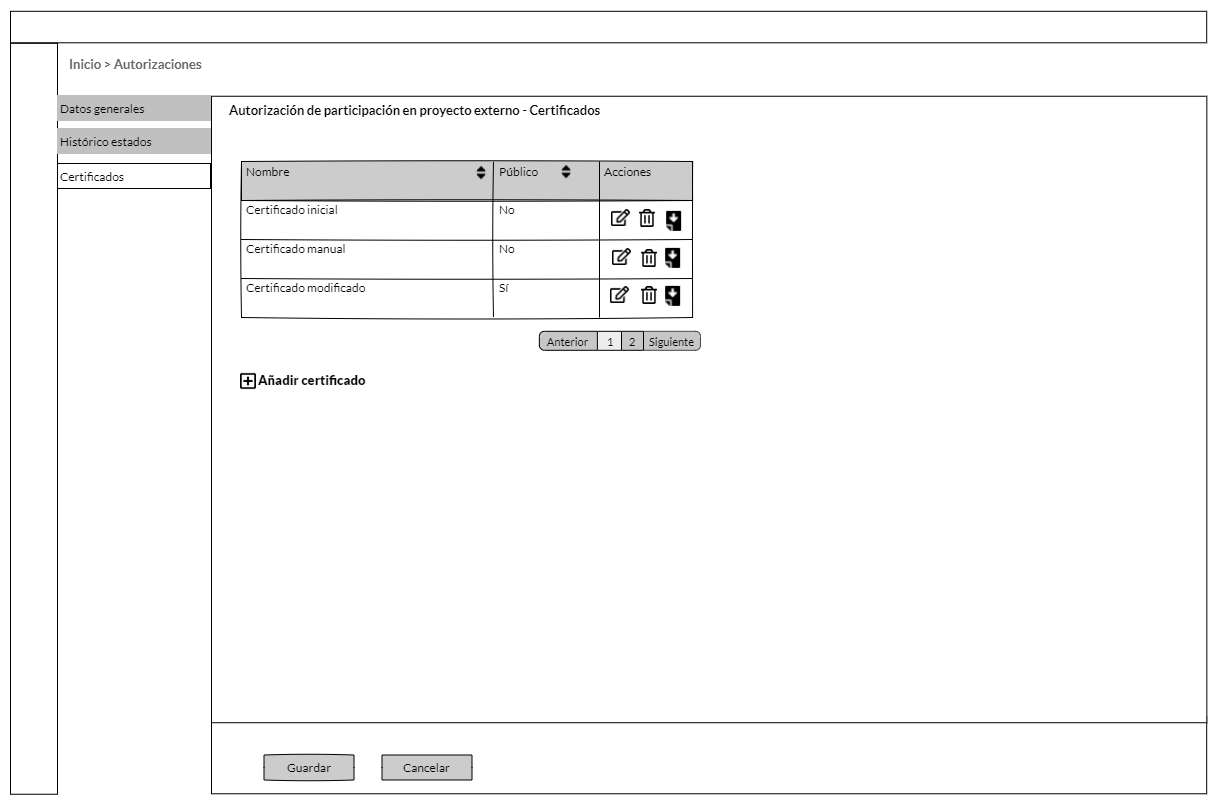 Inicio > Autorizaciones
Datos generales
Histórico estados
Certificados
Autorización de participación en proyecto externo - Certificados
Nombre Público Acciones
Certificado inicial No
Certificado manual No
Certificado modificado Sí
Anterior 1 2 Siguiente
Añadir certificado
Guardar Cancelar